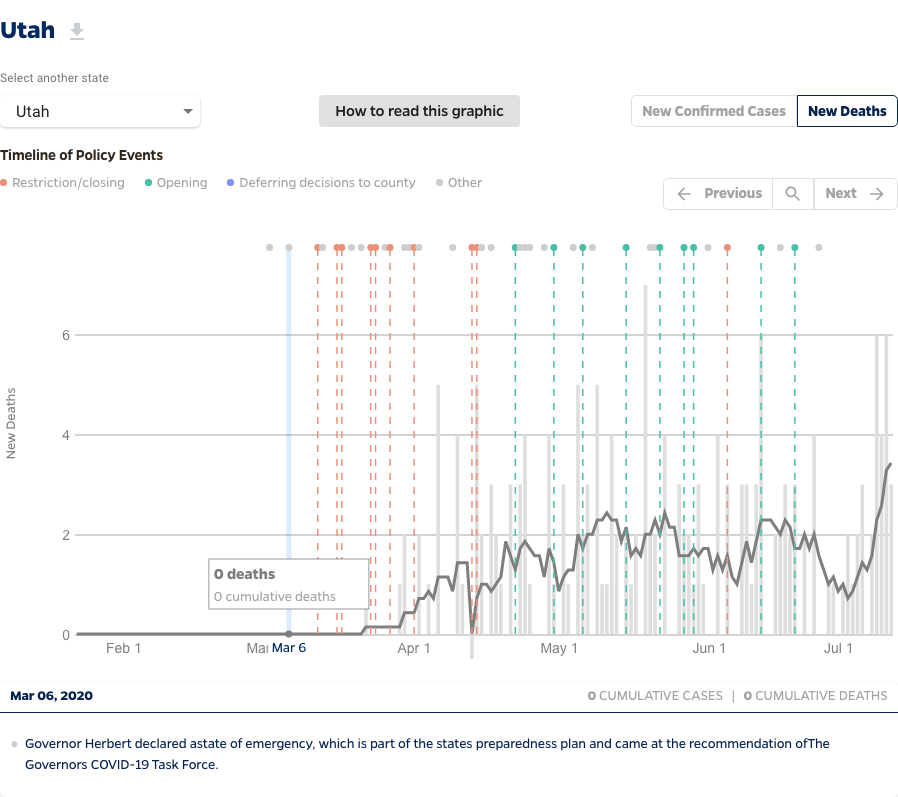 Utah
Select another state
Utah
How to read this graphic
New Confirmed Cases
New Deaths
Timeline of Policy Events
Restriction/closing
Opening
Deferring decisions to county
Other
Previous
Next
6
4
2
0
New Deaths
0 deaths
0 cumulative deaths
Feb 1
Mar 6
Apr 1
May 1
Jun 1
Jul 1
Mar 06, 2020
0 CUMULATIVE CASES | 0 CUMULATIVE DEATHS
Governor Herbert declared astate of emergency, which is part of the states preparedness plan and came at the recommendation ofThe
Governors COVID-19 Task Force.